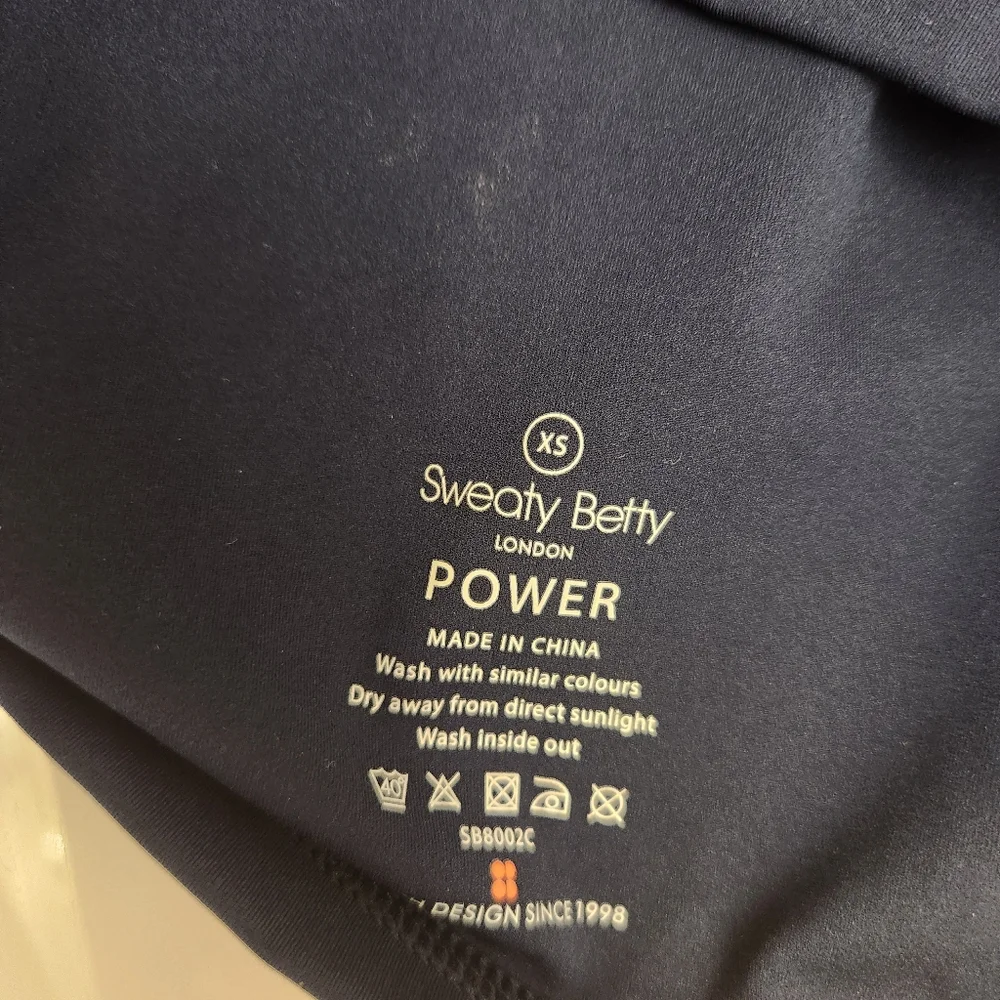 XS
Sweaty Betty
LONDON
POWER
MADE IN CHINA
Wash with similar colours
Dry away from direct sunlight
Wash inside out
40°
SB8002C
DESIGN SINCE 1998